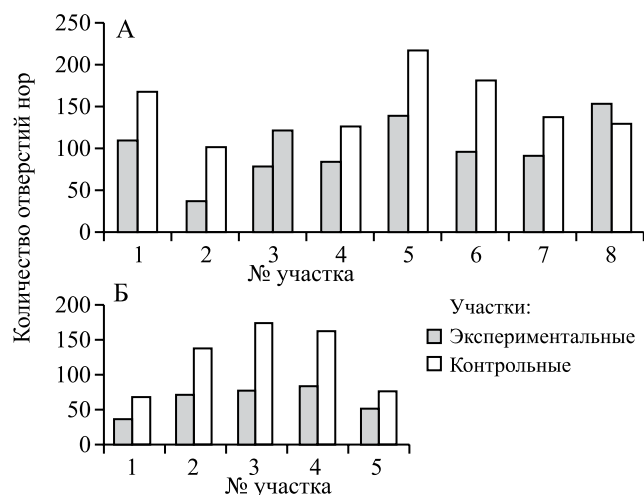 А
Количество отверстий нор
250
200
150
100
50
0
1 2 3 4 5 6 7 8
№ участка
Б
200
150
100
50
0
1 2 3 4 5
№ участка
Участки:
Экспериментальные
Контрольные